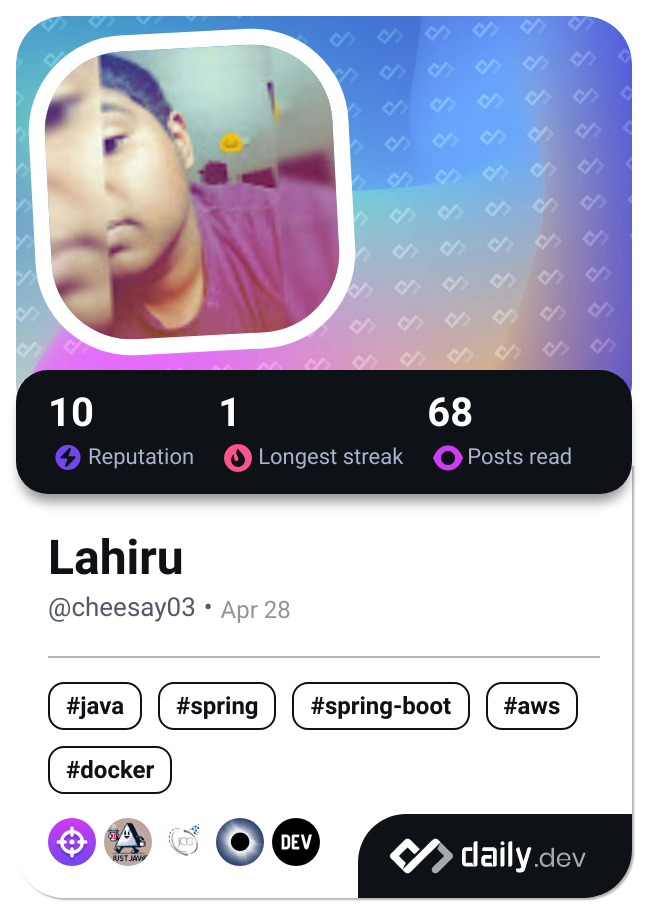 10 1 68
Reputation Longest streak Posts read
Lahiru
@cheesay03 • Apr 28
#java #spring #spring-boot #aws
#docker
JUST JAVA JCG DEV
daily.dev